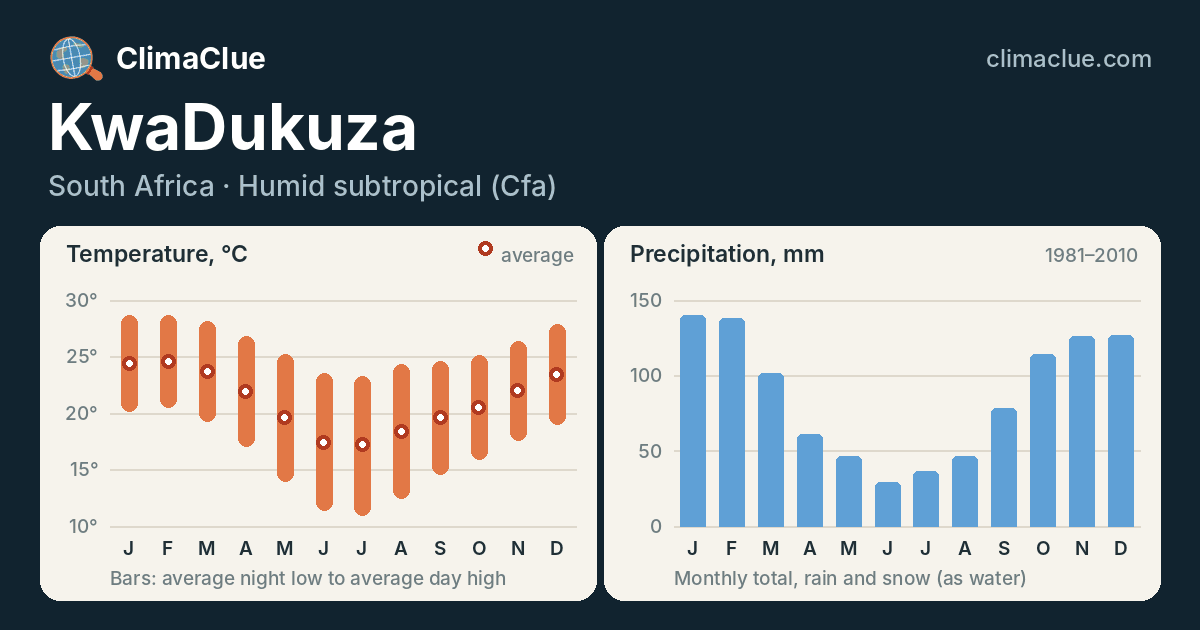 ClimaClue
climaclue.com
KwaDukuza
South Africa · Humid subtropical (Cfa)
Temperature, °C
average
30°
25°
20°
15°
10°
J F M A M J J A S O N D
Bars: average night low to average day high
Precipitation, mm
1981–2010
150
100
50
0
J F M A M J J A S O N D
Monthly total, rain and snow (as water)